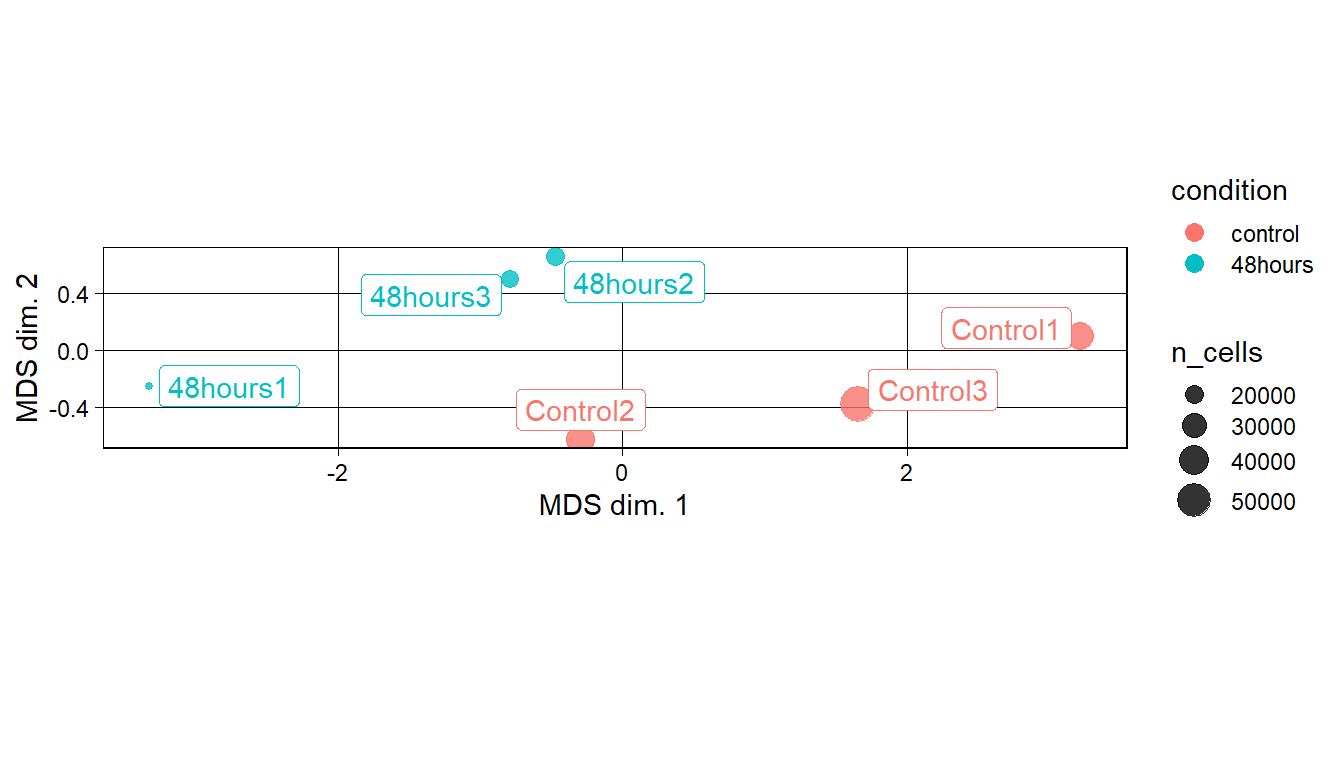 condition
control
48hours
n_cells
20000
30000
40000
50000
MDS dim. 2
0.4
0.0
-0.4
48hours3
48hours2
Control1
48hours1
Control3
Control2
-2
0
2
MDS dim. 1